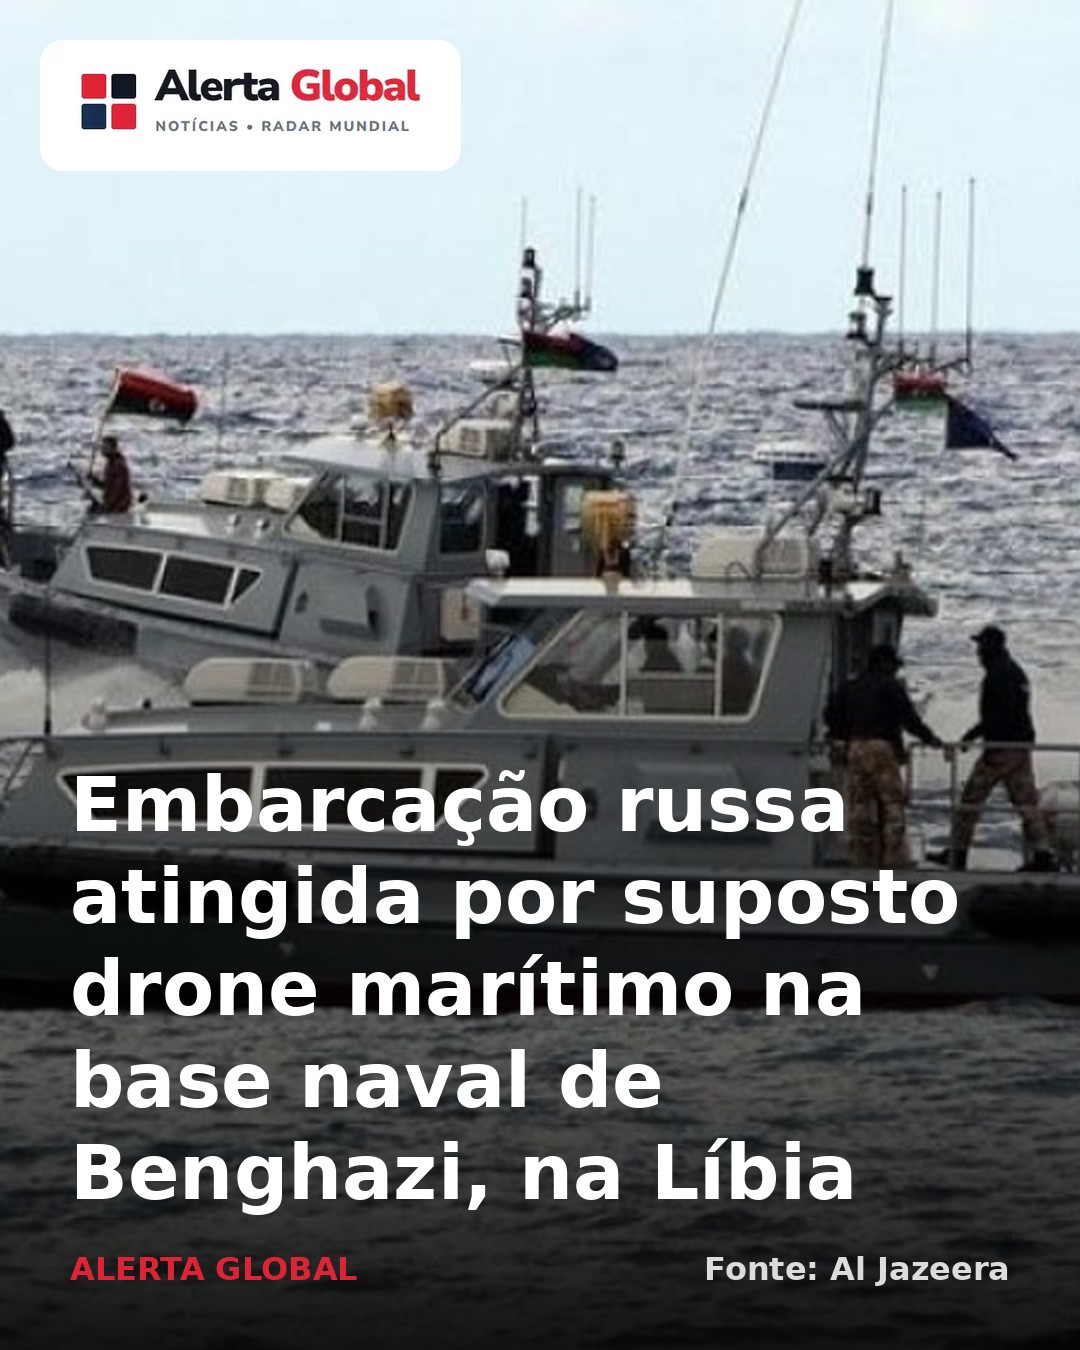 Alerta Global
NOTÍCIAS • RADAR MUNDIAL
Embarcação russa
atingida por suposto
drone marítimo na
base naval de
Benghazi, na Líbia
ALERTA GLOBAL
Fonte: Al Jazeera